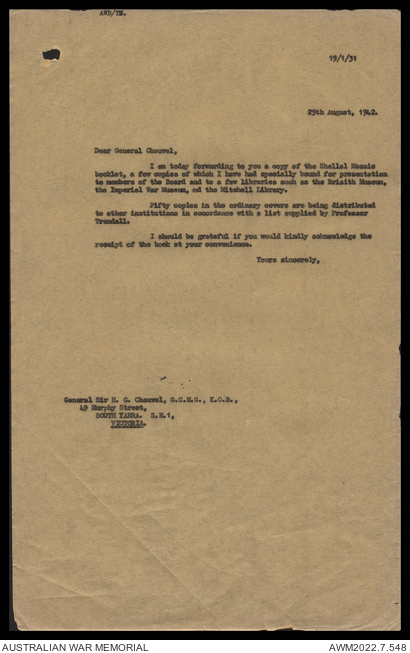 AWB/TH.
19/1/31
25th August, 1942.
Dear General Chauvel,
I am today forwarding to you a copy of the Shellal Mosaic
booklet, a few copies of which I have had specially bound for presentation
to members of the Board and to a few libraries such as the Brisith Museum,
the Imperial War Museum, and the Mitchell Library.
Fifty copies in the ordinary covers are being distributed
to other institutions in concordance with a list supplied by Professor
Trendall.
I should be grateful if you would kindly acknowledge the
receipt of the book at your convenience.
Yours sincerely,
General Sir H. G. Chauvel, G.C.M.G., K.C.B.,
49 Murphy Street,
SOUTH YARRA. S.E.1,
VICTORIA.
AUSTRALIAN WAR MEMORIAL
AWM2022.7.548